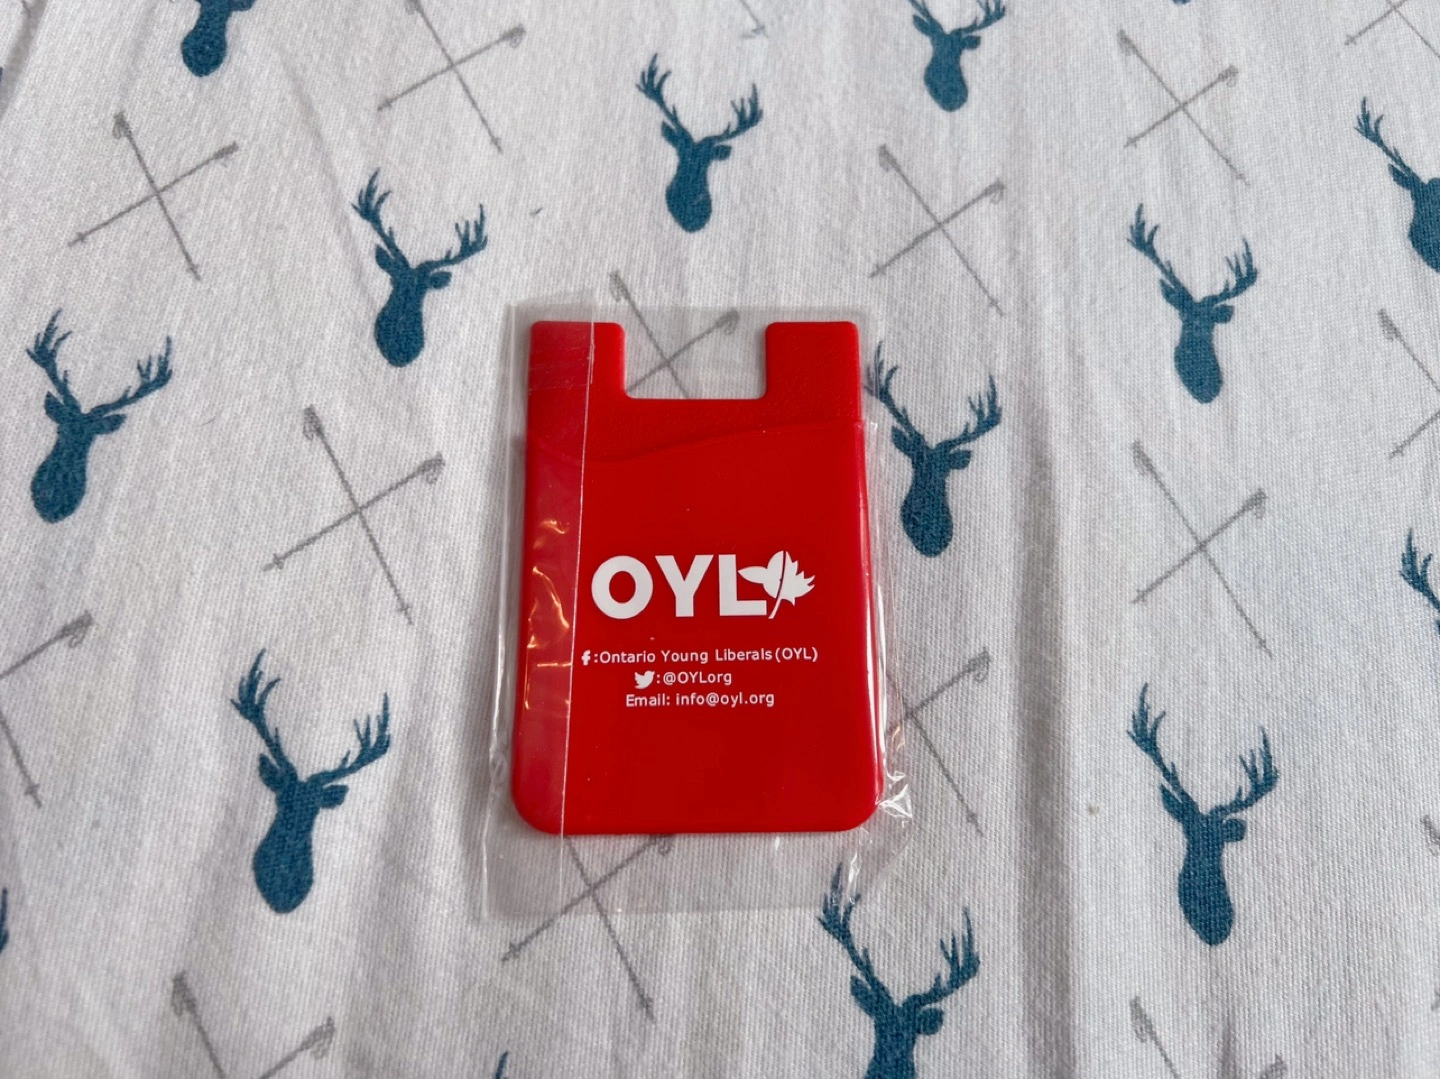 OYL
:Ontario Young Liberals(OYL)
:@OYLorg
Email: info@oyl.org